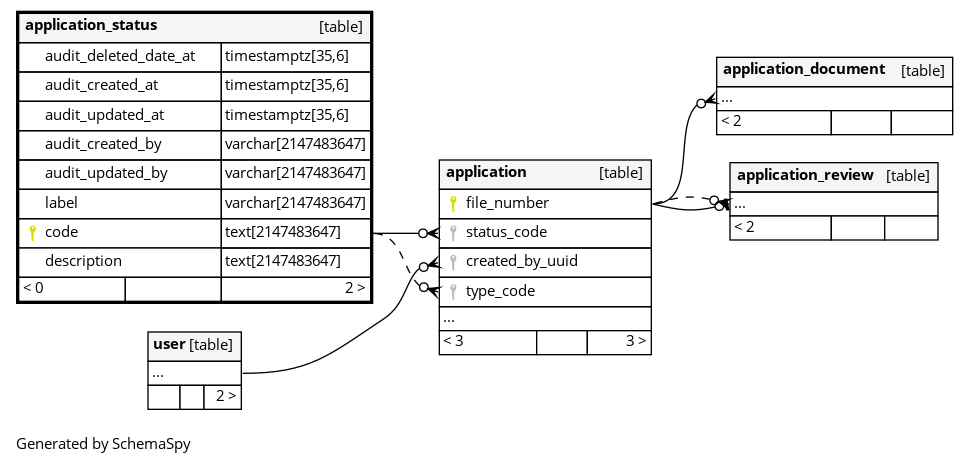 application_status [table]
audit_deleted_date_at timestamptz[35,6]
audit_created_at timestamptz[35,6]
audit_updated_at timestamptz[35,6]
audit_created_by varchar[2147483647]
audit_updated_by varchar[2147483647]
label varchar[2147483647]
code text[2147483647]
description text[2147483647]
< 0 2 >
user [table]
...
2 >
application [table]
file_number
status_code
created_by_uuid
type_code
...
< 3 3 >
application_document [table]
...
< 2
application_review [table]
...
< 2
Generated by SchemaSpy